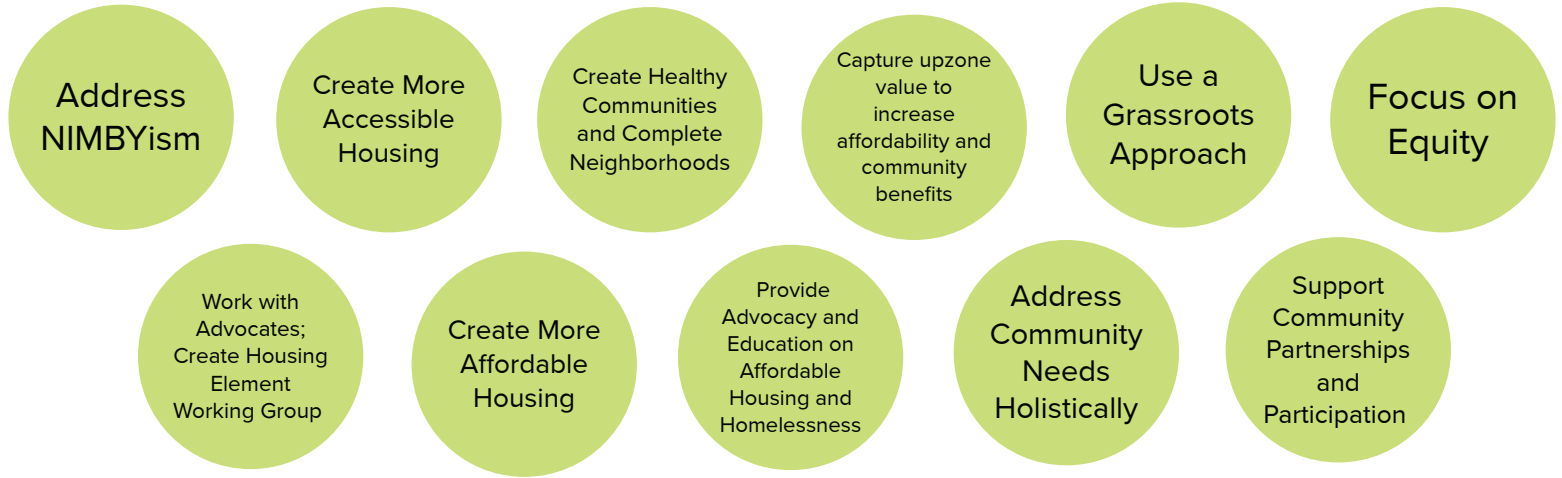 Address
NIMBYism
Create More
Accessible
Housing
Create Healthy
Communities
and Complete
Neighborhoods
Capture upzone
value to
increase
affordability and
community
benefits
Use a
Grassroots
Approach
Focus on
Equity
Work with
Advocates;
Create Housing
Element
Working Group
Create More
Affordable
Housing
Provide
Advocacy and
Education on
Affordable
Housing and
Homelessness
Address
Community
Needs
Holistically
Support
Community
Partnerships
and
Participation